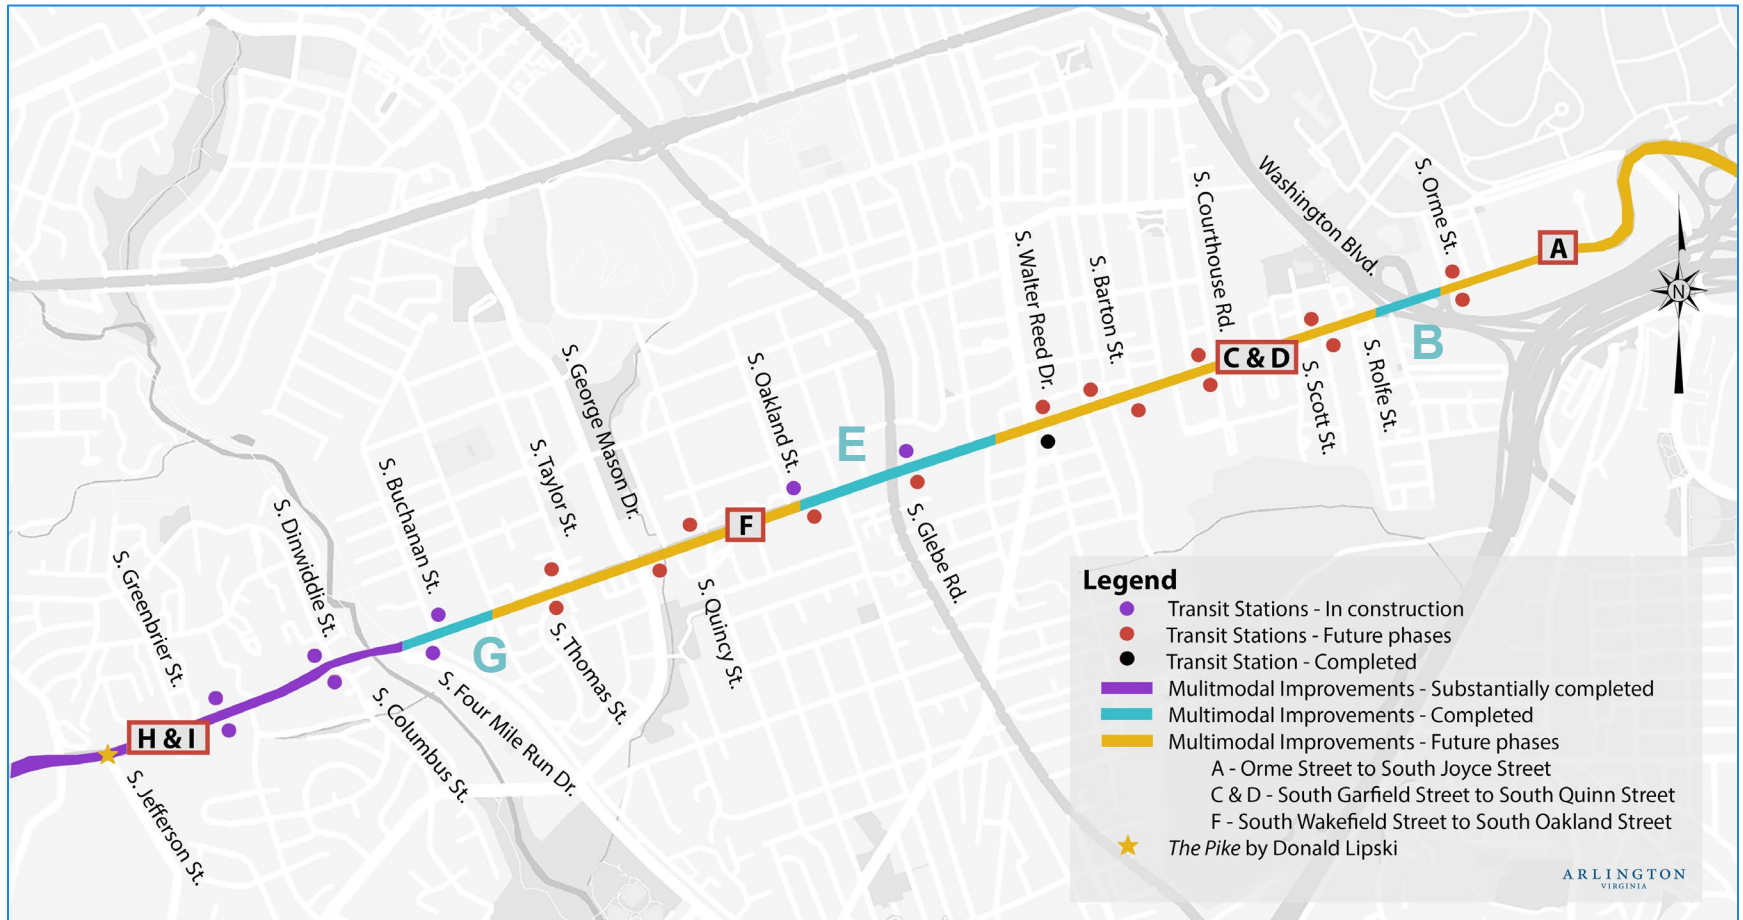 S. Orme St.
Washington Blvd.
S. Courthouse Rd.
A
S. Walter Reed Dr.
S. Barton St.
N
B
C & D
S. Rolfe St.
S. Scott St.
S. George Mason Dr.
S. Oakland St.
E
S. Taylor St.
S. Buchanan St.
F
S. Glebe Rd.
S. Dinwiddie St.
S. Greenbrier St.
S. Quincy St.
G
S. Thomas St.
S. Four Mile Run Dr.
S. Columbus St.
H & I
S. Jefferson St.
Legend
Transit Stations - In construction
Transit Stations - Future phases
Transit Station - Completed
Mulitmodal Improvements - Substantially completed
Multimodal Improvements - Completed
Multimodal Improvements - Future phases
A - Orme Street to South Joyce Street
C & D - South Garfield Street to South Quinn Street
F - South Wakefield Street to South Oakland Street
The Pike by Donald Lipski
ARLINGTON
VIRGINIA